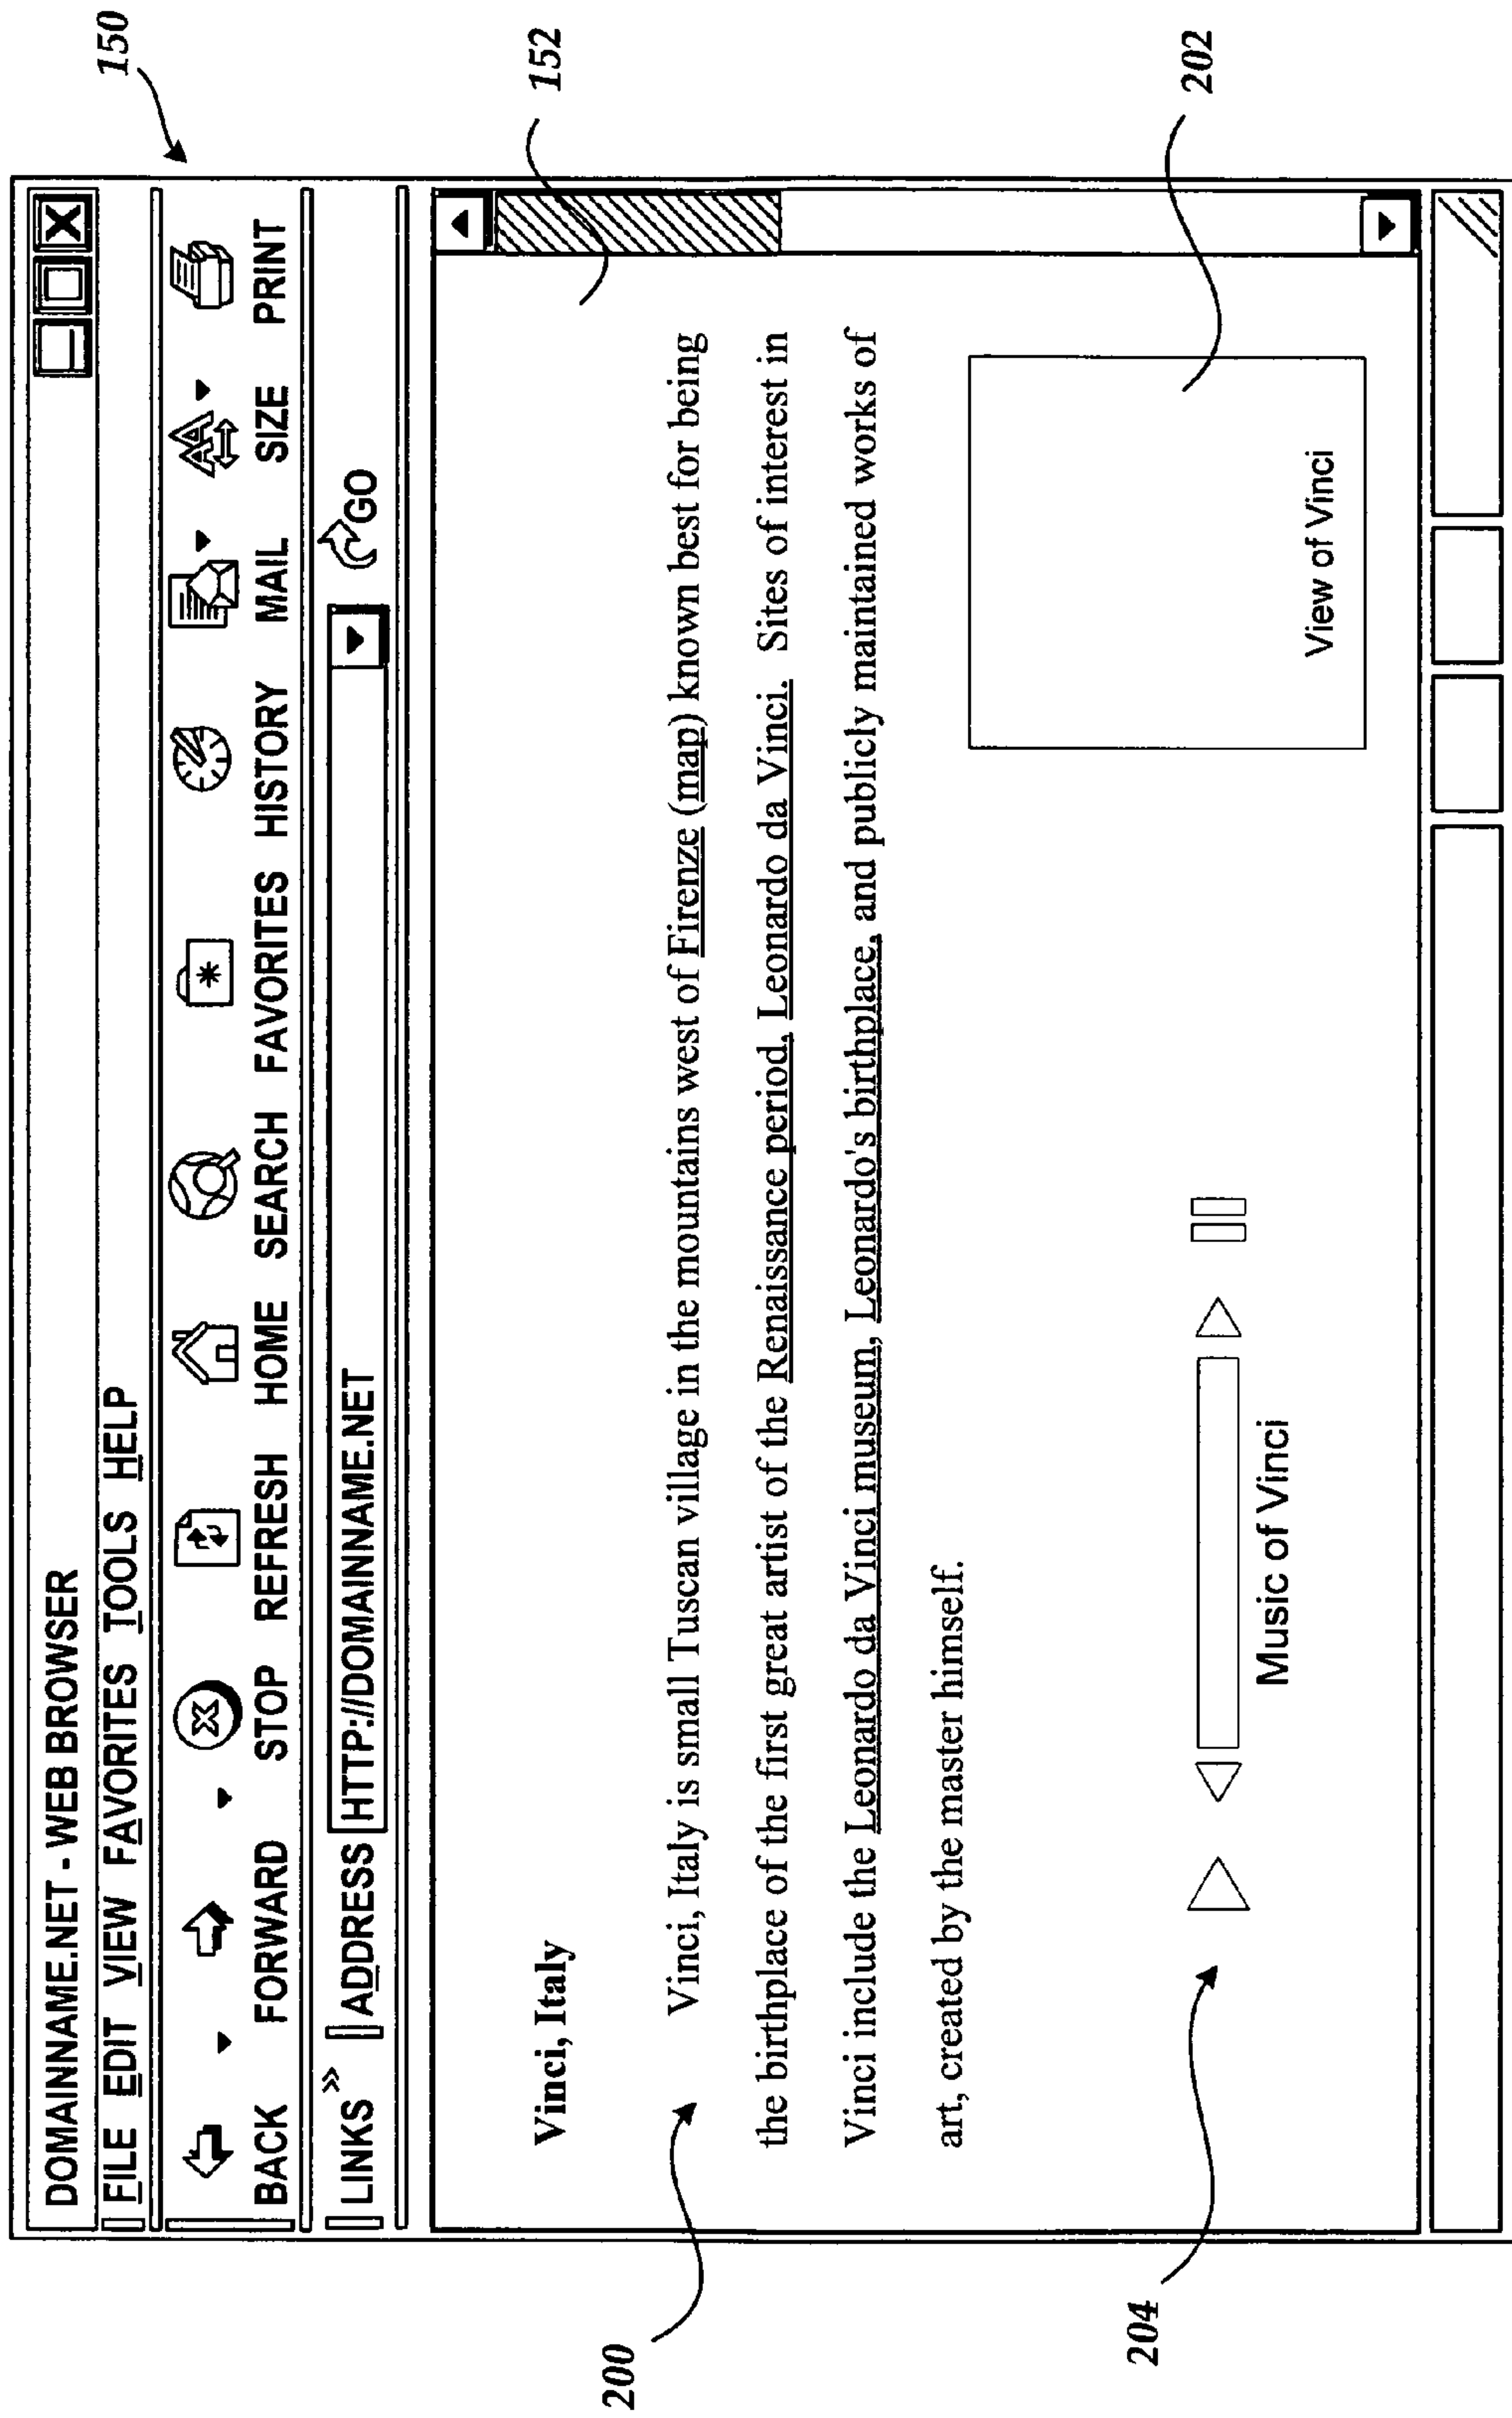 150
DOMAINNAME.NET - WEB BROWSER
FILE EDIT VIEW FAVORITES TOOLS HELP
BACK FORWARD STOP REFRESH HOME SEARCH FAVORITES HISTORY MAIL SIZE PRINT
LINKS » ADDRESS HTTP://DOMAINNAME.NET GO
152
Vinci, Italy
200
Vinci, Italy is small Tuscan village in the mountains west of Firenze (map) known best for being
the birthplace of the first great artist of the Renaissance period, Leonardo da Vinci. Sites of interest in
Vinci include the Leonardo da Vinci museum, Leonardo's birthplace, and publicly maintained works of
art, created by the master himself.
202
204
Music of Vinci
View of Vinci